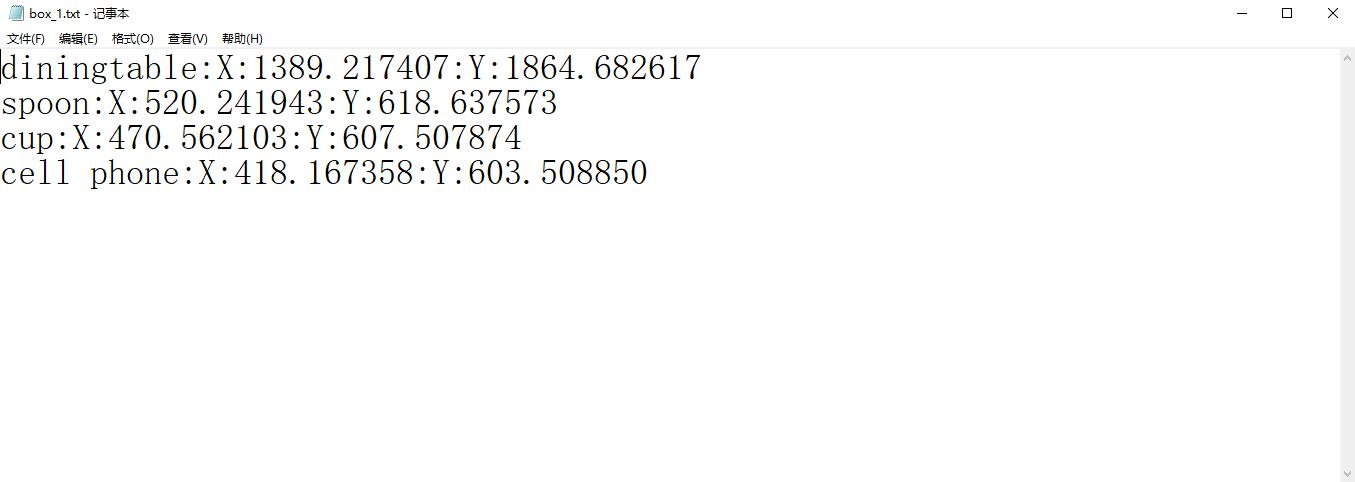 box_1.txt - 记事本
文件(F) 编辑(E) 格式(O) 查看(V) 帮助(H)
diningtable:X:1389.217407:Y:1864.682617
spoon:X:520.241943:Y:618.637573
cup:X:470.562103:Y:607.507874
cell phone:X:418.167358:Y:603.508850